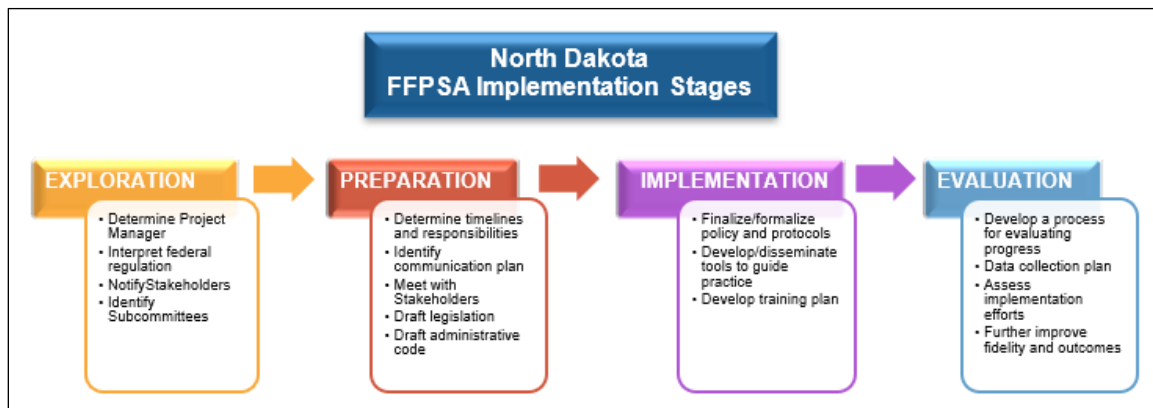 North Dakota
FFPSA Implementation Stages
EXPLORATION
• Determine Project
Manager
• Interpret federal
regulation
• NotifyStakeholders
• Identify
Subcommittees
PREPARATION
• Determine timelines
and responsibilities
• Identify
communication plan
• Meet with
Stakeholders
• Draft legislation
• Draft administrative
code
IMPLEMENTATION
• Finalize/formalize
policy and protocols
• Develop/disseminate
tools to guide
practice
• Develop training plan
EVALUATION
• Develop a process
for evaluating
progress
• Data collection plan
• Assess
implementation
efforts
• Further improve
fidelity and outcomes